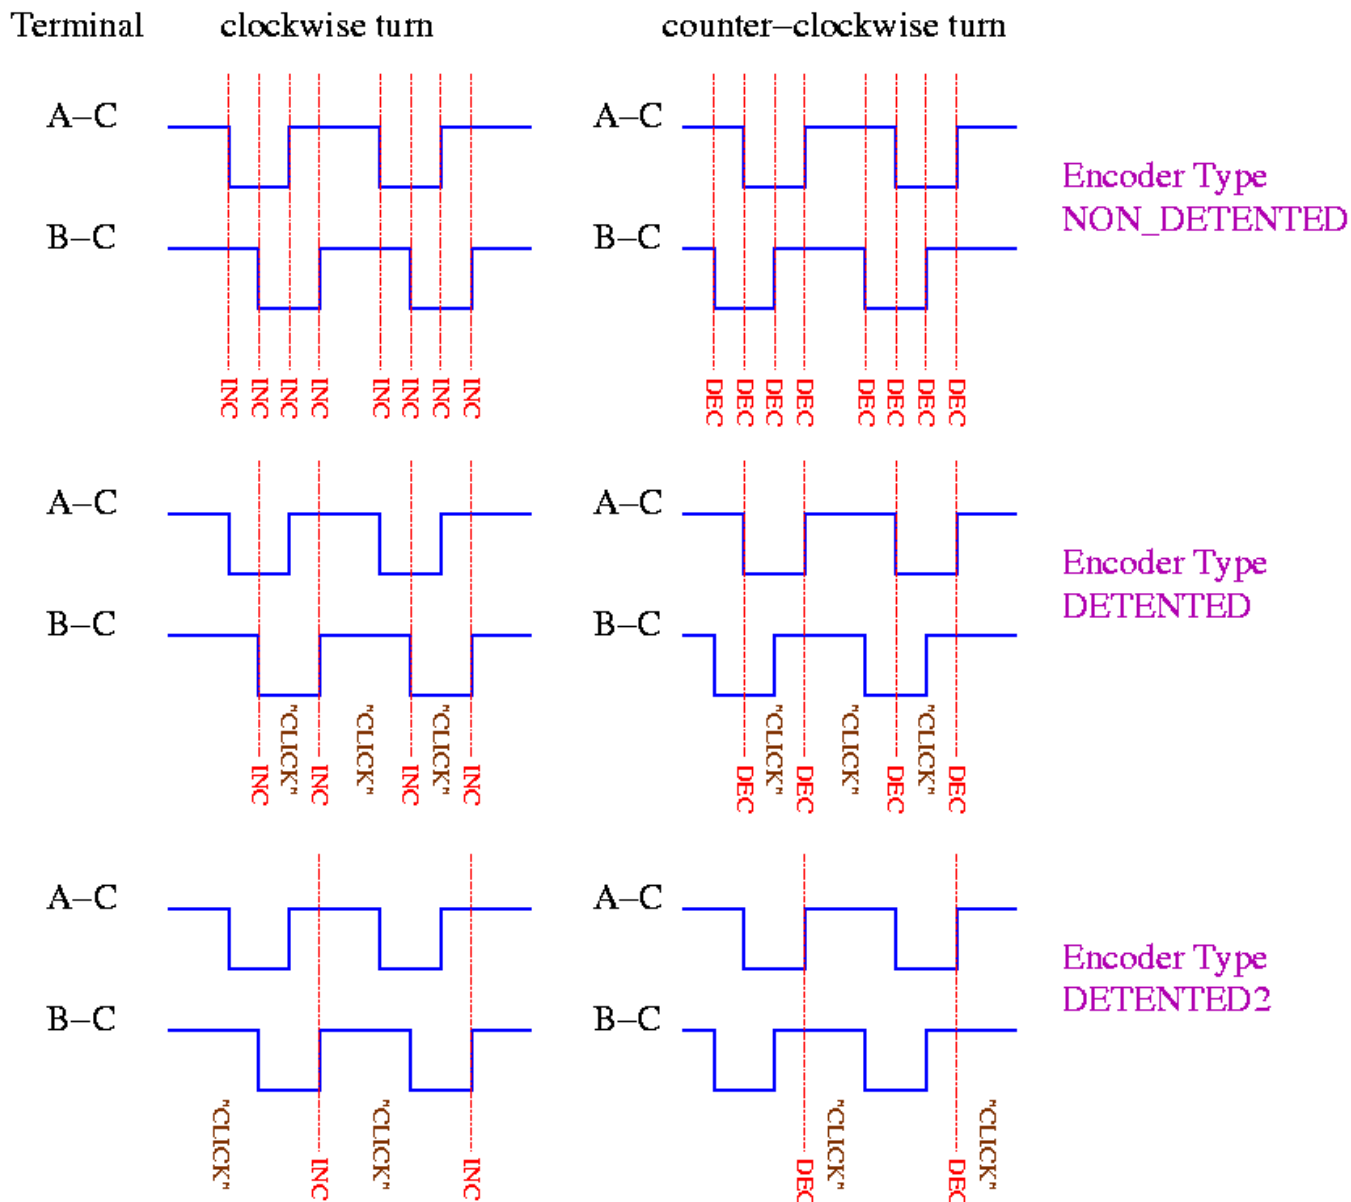 Terminal clockwise turn counter–clockwise turn
A–C A–C
Encoder Type
NON_DETENTED
B–C B–C
INC INC INC INC INC INC INC INC DEC DEC DEC DEC DEC DEC DEC DEC
A–C A–C
Encoder Type
DETENTED
B–C B–C
"CLICK" "CLICK" "CLICK" "CLICK" "CLICK" "CLICK"
INC INC INC INC DEC DEC DEC DEC
A–C A–C
Encoder Type
DETENTED2
B–C B–C
"CLICK" "CLICK" "CLICK" "CLICK"
INC INC DEC DEC